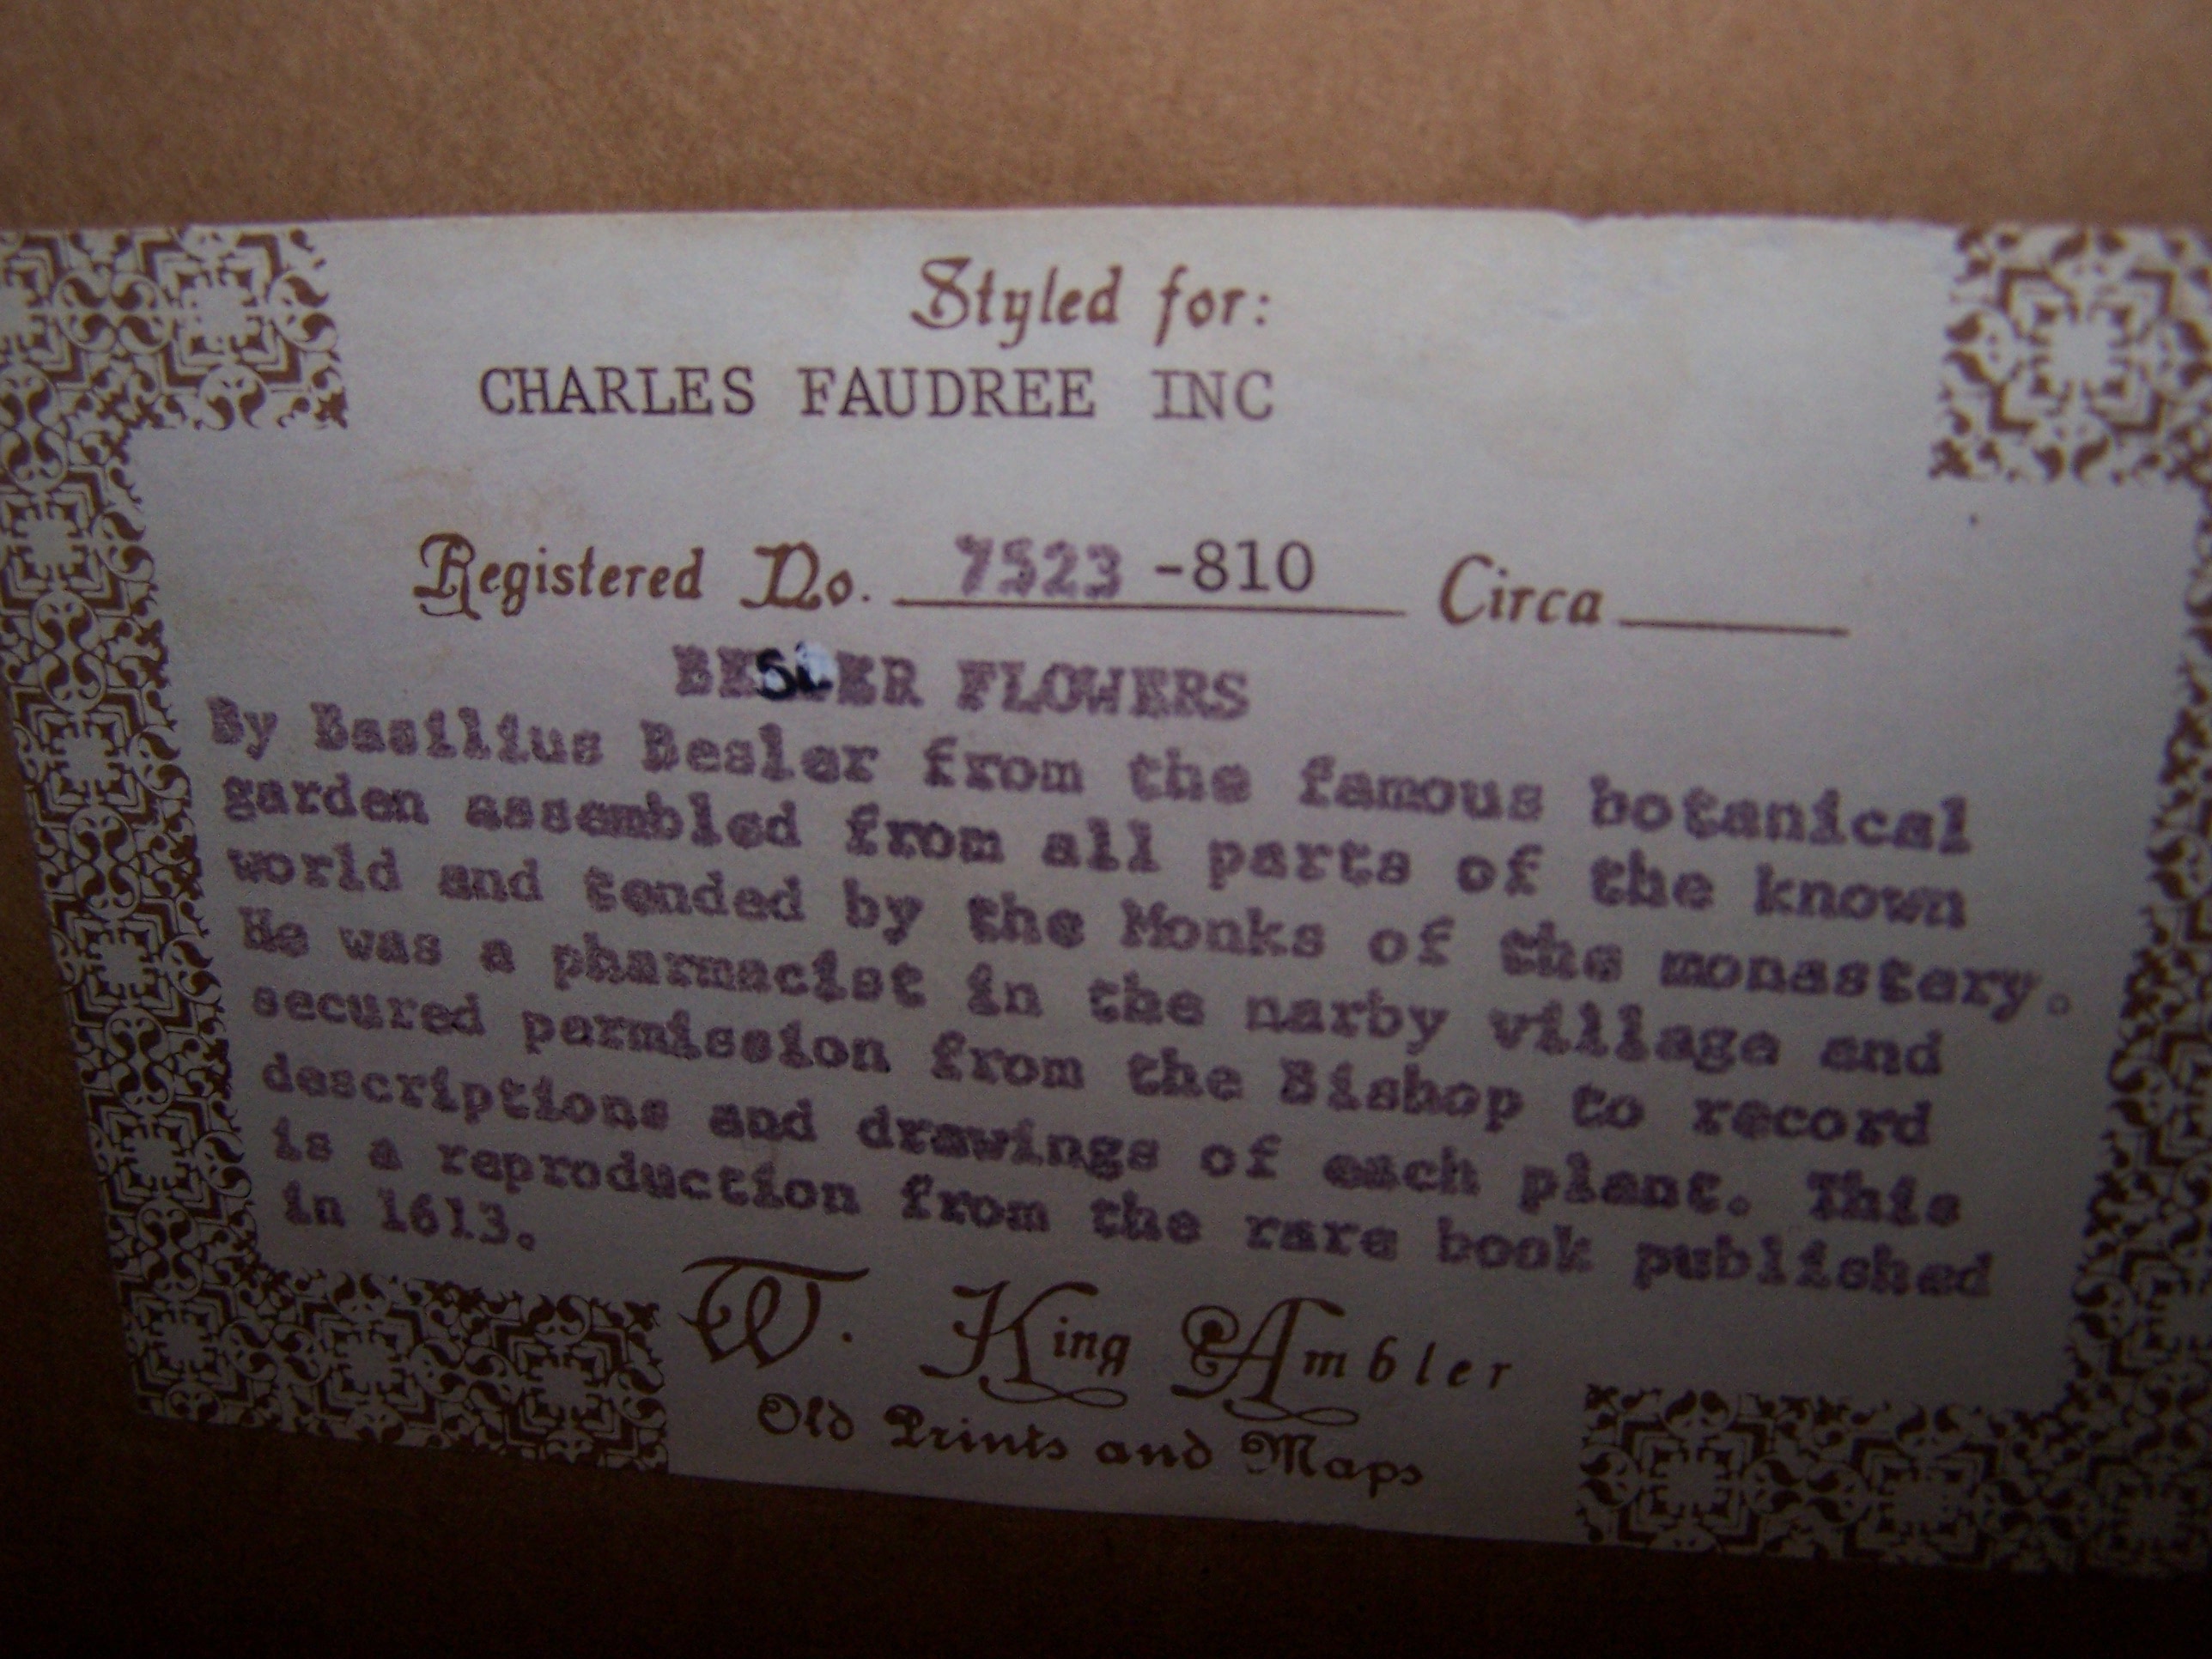 Styled for:
CHARLES FAUDREE INC
Registered No. 7523 -810 Circa
BESLER FLOWERS
By Basilius Besler from the famous botanical
garden assembled from all parts of the known
world and tended by the Monks of the monastery.
He was a pharmacist in the narby village and
secured permission from the Bishop to record
descriptions and drawings of each plant. This
is a reproduction from the rare book published
in 1613.
W. King Ambler
Old Prints and Maps